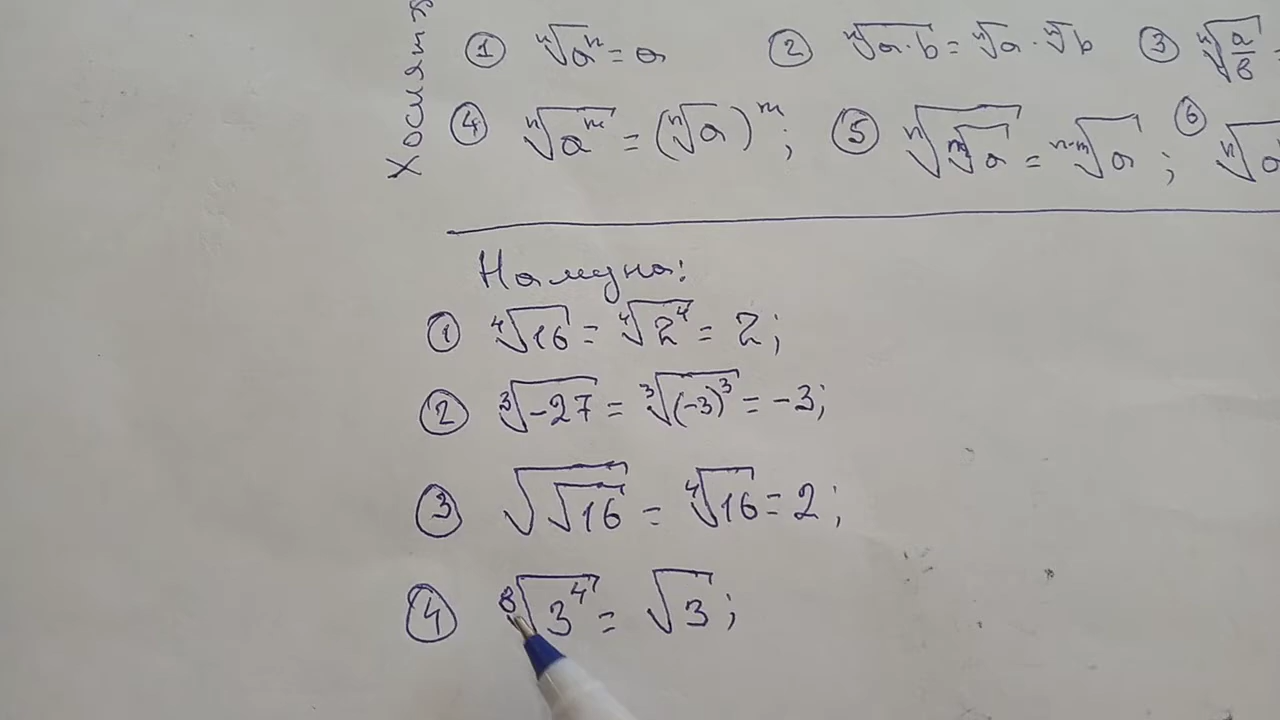 Хосият
① ⁿ√aⁿ = a ② ⁿ√a·b = ⁿ√a · ⁿ√b ③ ⁿ√a/b =
④ ⁿ√aᵐ = (ⁿ√a)ᵐ; ⑤ ⁿ√ᵐ√a = ⁿ·ᵐ√a; ⑥ ⁿ√a
Намуна:
① ⁴√16 = ⁴√2⁴ = 2;
② ³√-27 = ³√(-3)³ = -3;
③ √√16 = ⁴√16 = 2;
④ ⁸√3⁴ = √3;